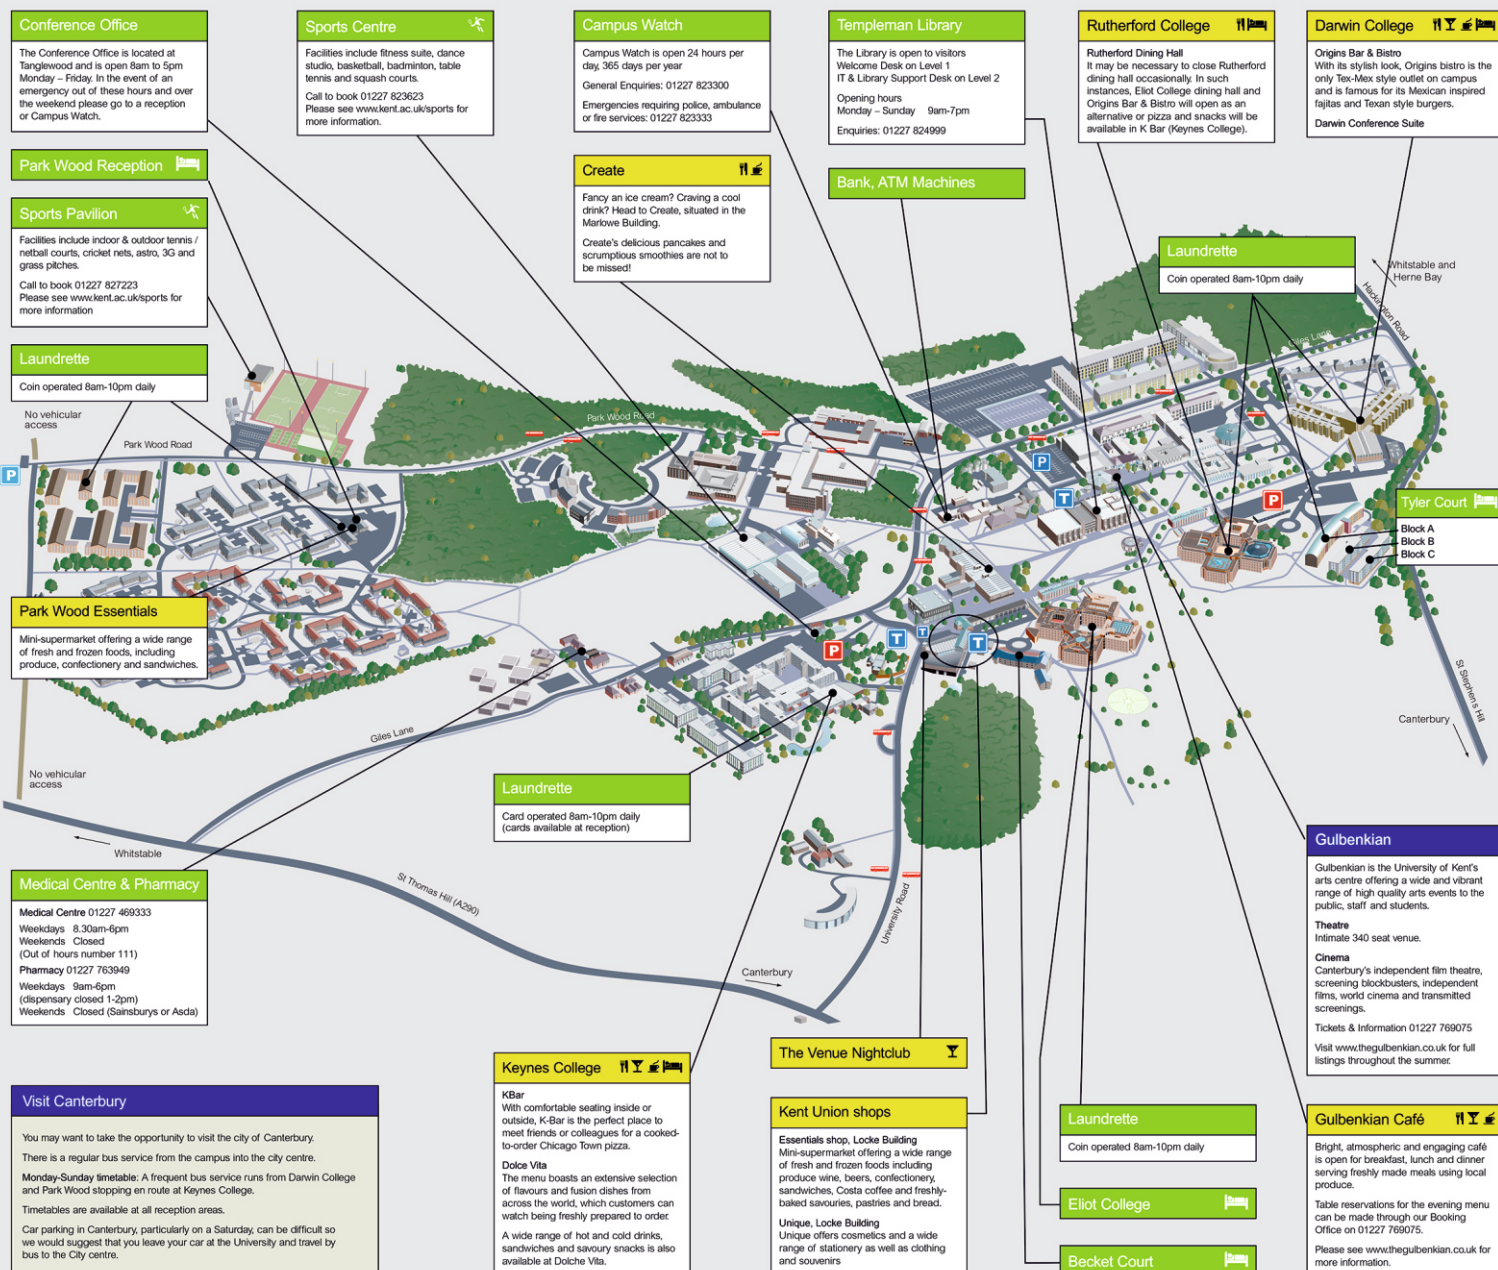 Conference Office
The Conference Office is located at
Tanglewood and is open 8am to 5pm
Monday – Friday. In the event of an
emergency out of these hours and over
the weekend please go to a reception
or Campus Watch.
Park Wood Reception
Sports Pavilion
Facilities include indoor & outdoor tennis /
netball courts, cricket nets, astro, 3G and
grass pitches.
Call to book 01227 827223
Please see www.kent.ac.uk/sports for
more information
Laundrette
Coin operated 8am-10pm daily
Sports Centre
Facilities include fitness suite, dance
studio, basketball, badminton, table
tennis and squash courts.
Call to book 01227 823623
Please see www.kent.ac.uk/sports for
more information.
Campus Watch
Campus Watch is open 24 hours per
day, 365 days per year
General Enquiries: 01227 823300
Emergencies requiring police, ambulance
or fire services: 01227 823333
Create
Fancy an ice cream? Craving a cool
drink? Head to Create, situated in the
Marlowe Building.
Create's delicious pancakes and
scrumptious smoothies are not to
be missed!
Templeman Library
The Library is open to visitors
Welcome Desk on Level 1
IT & Library Support Desk on Level 2
Opening hours
Monday – Sunday 9am-7pm
Enquiries: 01227 824999
Bank, ATM Machines
Rutherford College
Rutherford Dining Hall
It may be necessary to close Rutherford
dining hall occasionally. In such
instances, Eliot College dining hall and
Origins Bar & Bistro will open as an
alternative or pizza and snacks will be
available in K Bar (Keynes College).
Darwin College
Origins Bar & Bistro
With its stylish look, Origins bistro is the
only Tex-Mex style outlet on campus
and is famous for its Mexican inspired
fajitas and Texan style burgers.
Darwin Conference Suite
Laundrette
Coin operated 8am-10pm daily
Whitstable and
Herne Bay
Hackington Road
Giles Lane
No vehicular
access
Park Wood Road
Park Wood Road
P
P
T
P
Tyler Court
Block A
Block B
Block C
Park Wood Essentials
Mini-supermarket offering a wide range
of fresh and frozen foods, including
produce, confectionery and sandwiches.
P
T
T
T
St Stephen's Hill
Canterbury
Giles Lane
No vehicular
access
Whitstable
St Thomas Hill (A290)
University Road
Canterbury
Laundrette
Card operated 8am-10pm daily
(cards available at reception)
Medical Centre & Pharmacy
Medical Centre 01227 469333
Weekdays 8.30am-6pm
Weekends Closed
(Out of hours number 111)
Pharmacy 01227 763949
Weekdays 9am-6pm
(dispensary closed 1-2pm)
Weekends Closed (Sainsburys or Asda)
Gulbenkian
Gulbenkian is the University of Kent's
arts centre offering a wide and vibrant
range of high quality arts events to the
public, staff and students.
Theatre
Intimate 340 seat venue.
Cinema
Canterbury's independent film theatre,
screening blockbusters, independent
films, world cinema and transmitted
screenings.
Tickets & Information 01227 769075
Visit www.thegulbenkian.co.uk for full
listings throughout the summer.
Visit Canterbury
You may want to take the opportunity to visit the city of Canterbury.
There is a regular bus service from the campus into the city centre.
Monday-Sunday timetable: A frequent bus service runs from Darwin College
and Park Wood stopping en route at Keynes College.
Timetables are available at all reception areas.
Car parking in Canterbury, particularly on a Saturday, can be difficult so
we would suggest that you leave your car at the University and travel by
bus to the City centre.
Keynes College
KBar
With comfortable seating inside or
outside, K-Bar is the perfect place to
meet friends or colleagues for a cooked-
to-order Chicago Town pizza.
Dolce Vita
The menu boasts an extensive selection
of flavours and fusion dishes from
across the world, which customers can
watch being freshly prepared to order.
A wide range of hot and cold drinks,
sandwiches and savoury snacks is also
available at Dolche Vita.
The Venue Nightclub
Kent Union shops
Essentials shop, Locke Building
Mini-supermarket offering a wide range
of fresh and frozen foods including
produce wine, beers, confectionery,
sandwiches, Costa coffee and freshly-
baked savouries, pastries and bread.
Unique, Locke Building
Unique offers cosmetics and a wide
range of stationery as well as clothing
and souvenirs
Laundrette
Coin operated 8am-10pm daily
Eliot College
Becket Court
Gulbenkian Café
Bright, atmospheric and engaging café
is open for breakfast, lunch and dinner
serving freshly made meals using local
produce.
Table reservations for the evening menu
can be made through our Booking
Office on 01227 769075.
Please see www.thegulbenkian.co.uk for
more information.